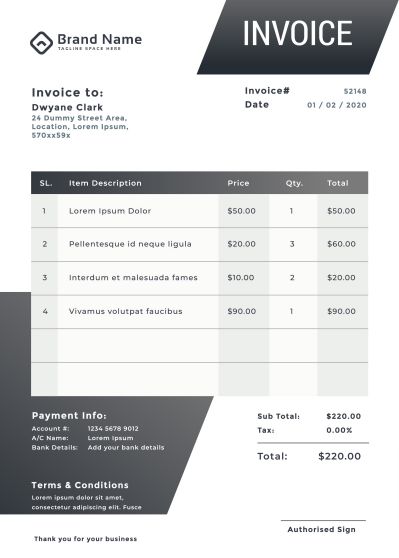 Brand Name
TAGLINE SPACE HERE
INVOICE
Invoice to:
Dwyane Clark
24 Dummy Street Area,
Location, Lorem Ipsum,
570xx59x
Invoice# 52148
Date 01 / 02 / 2020
SL. Item Description Price Qty. Total
1 Lorem Ipsum Dolor $50.00 1 $50.00
2 Pellentesque id neque ligula $20.00 3 $60.00
3 Interdum et malesuada fames $10.00 2 $20.00
4 Vivamus volutpat faucibus $90.00 1 $90.00
Payment Info:
Account #: 1234 5678 9012
A/C Name: Lorem Ipsum
Bank Details: Add your bank details
Sub Total: $220.00
Tax: 0.00%
Total: $220.00
Terms & Conditions
Lorem ipsum dolor sit amet,
consectetur adipiscing elit. Fusce
Authorised Sign
Thank you for your business